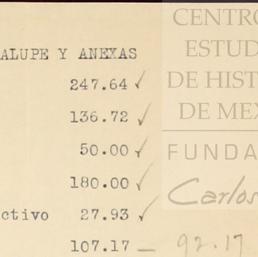 CENTRO
ESTUD
DE HIST
DE MEX
FUNDA
Carlos
ALUPE Y ANEXAS
247.64 ✓
136.72 ✓
50.00 ✓
180.00 ✓
ctivo 27.93 ✓
107.17 — 92.17